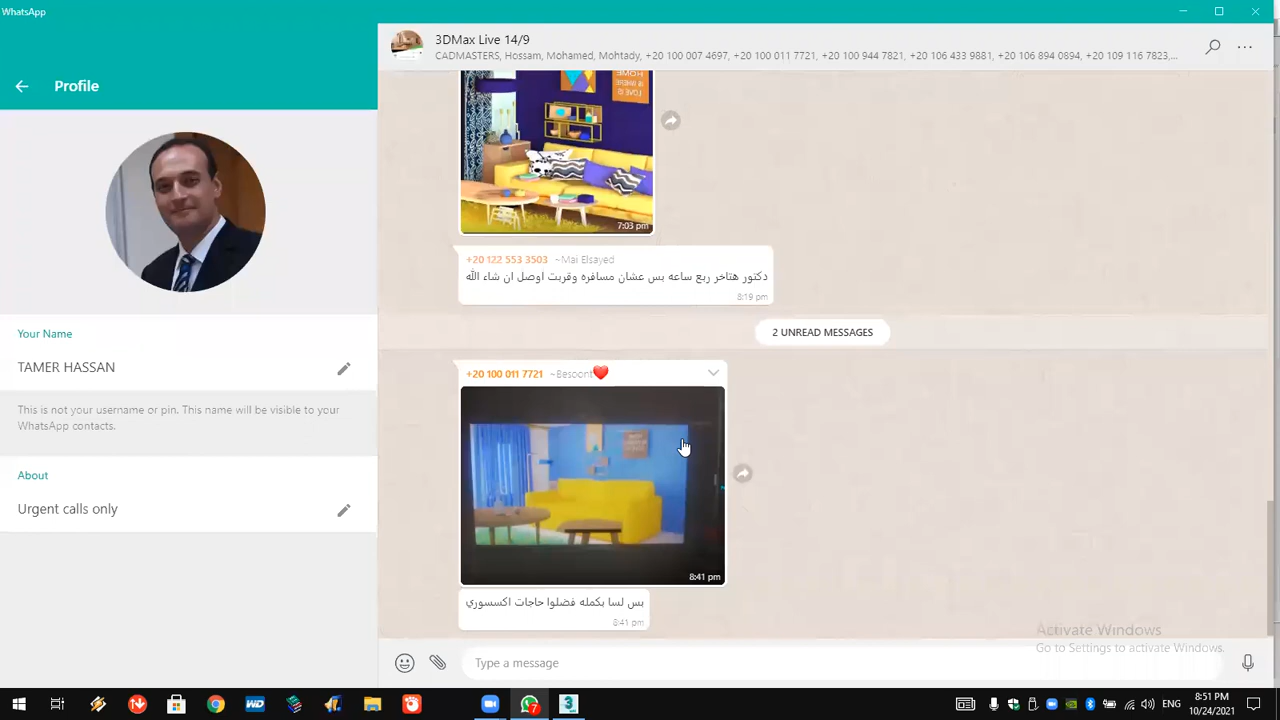 WhatsApp
Profile
Your Name
TAMER HASSAN
This is not your username or pin. This name will be visible to your
WhatsApp contacts.
About
Urgent calls only
3DMax Live 14/9
CADMASTERS, Hossam, Mohamed, Mohtady, +20 100 007 4697, +20 100 011 7721, +20 100 944 7821, +20 106 433 9881, +20 106 894 0894, +20 109 116 7823,...
7:03 pm
+20 122 553 3503 ~Mai Elsayed
دكتور هتاخر ربع ساعه بس عشان مسافره وقربت اوصل ان شاء الله
8:19 pm
2 UNREAD MESSAGES
+20 100 011 7721 ~Besoont❤️
8:41 pm
بس لسا بكمله فضلوا حاجات اكسسوري
8:41 pm
Type a message
Activate Windows
Go to Settings to activate Windows.
WD
7
3
ENG
8:51 PM
10/24/2021